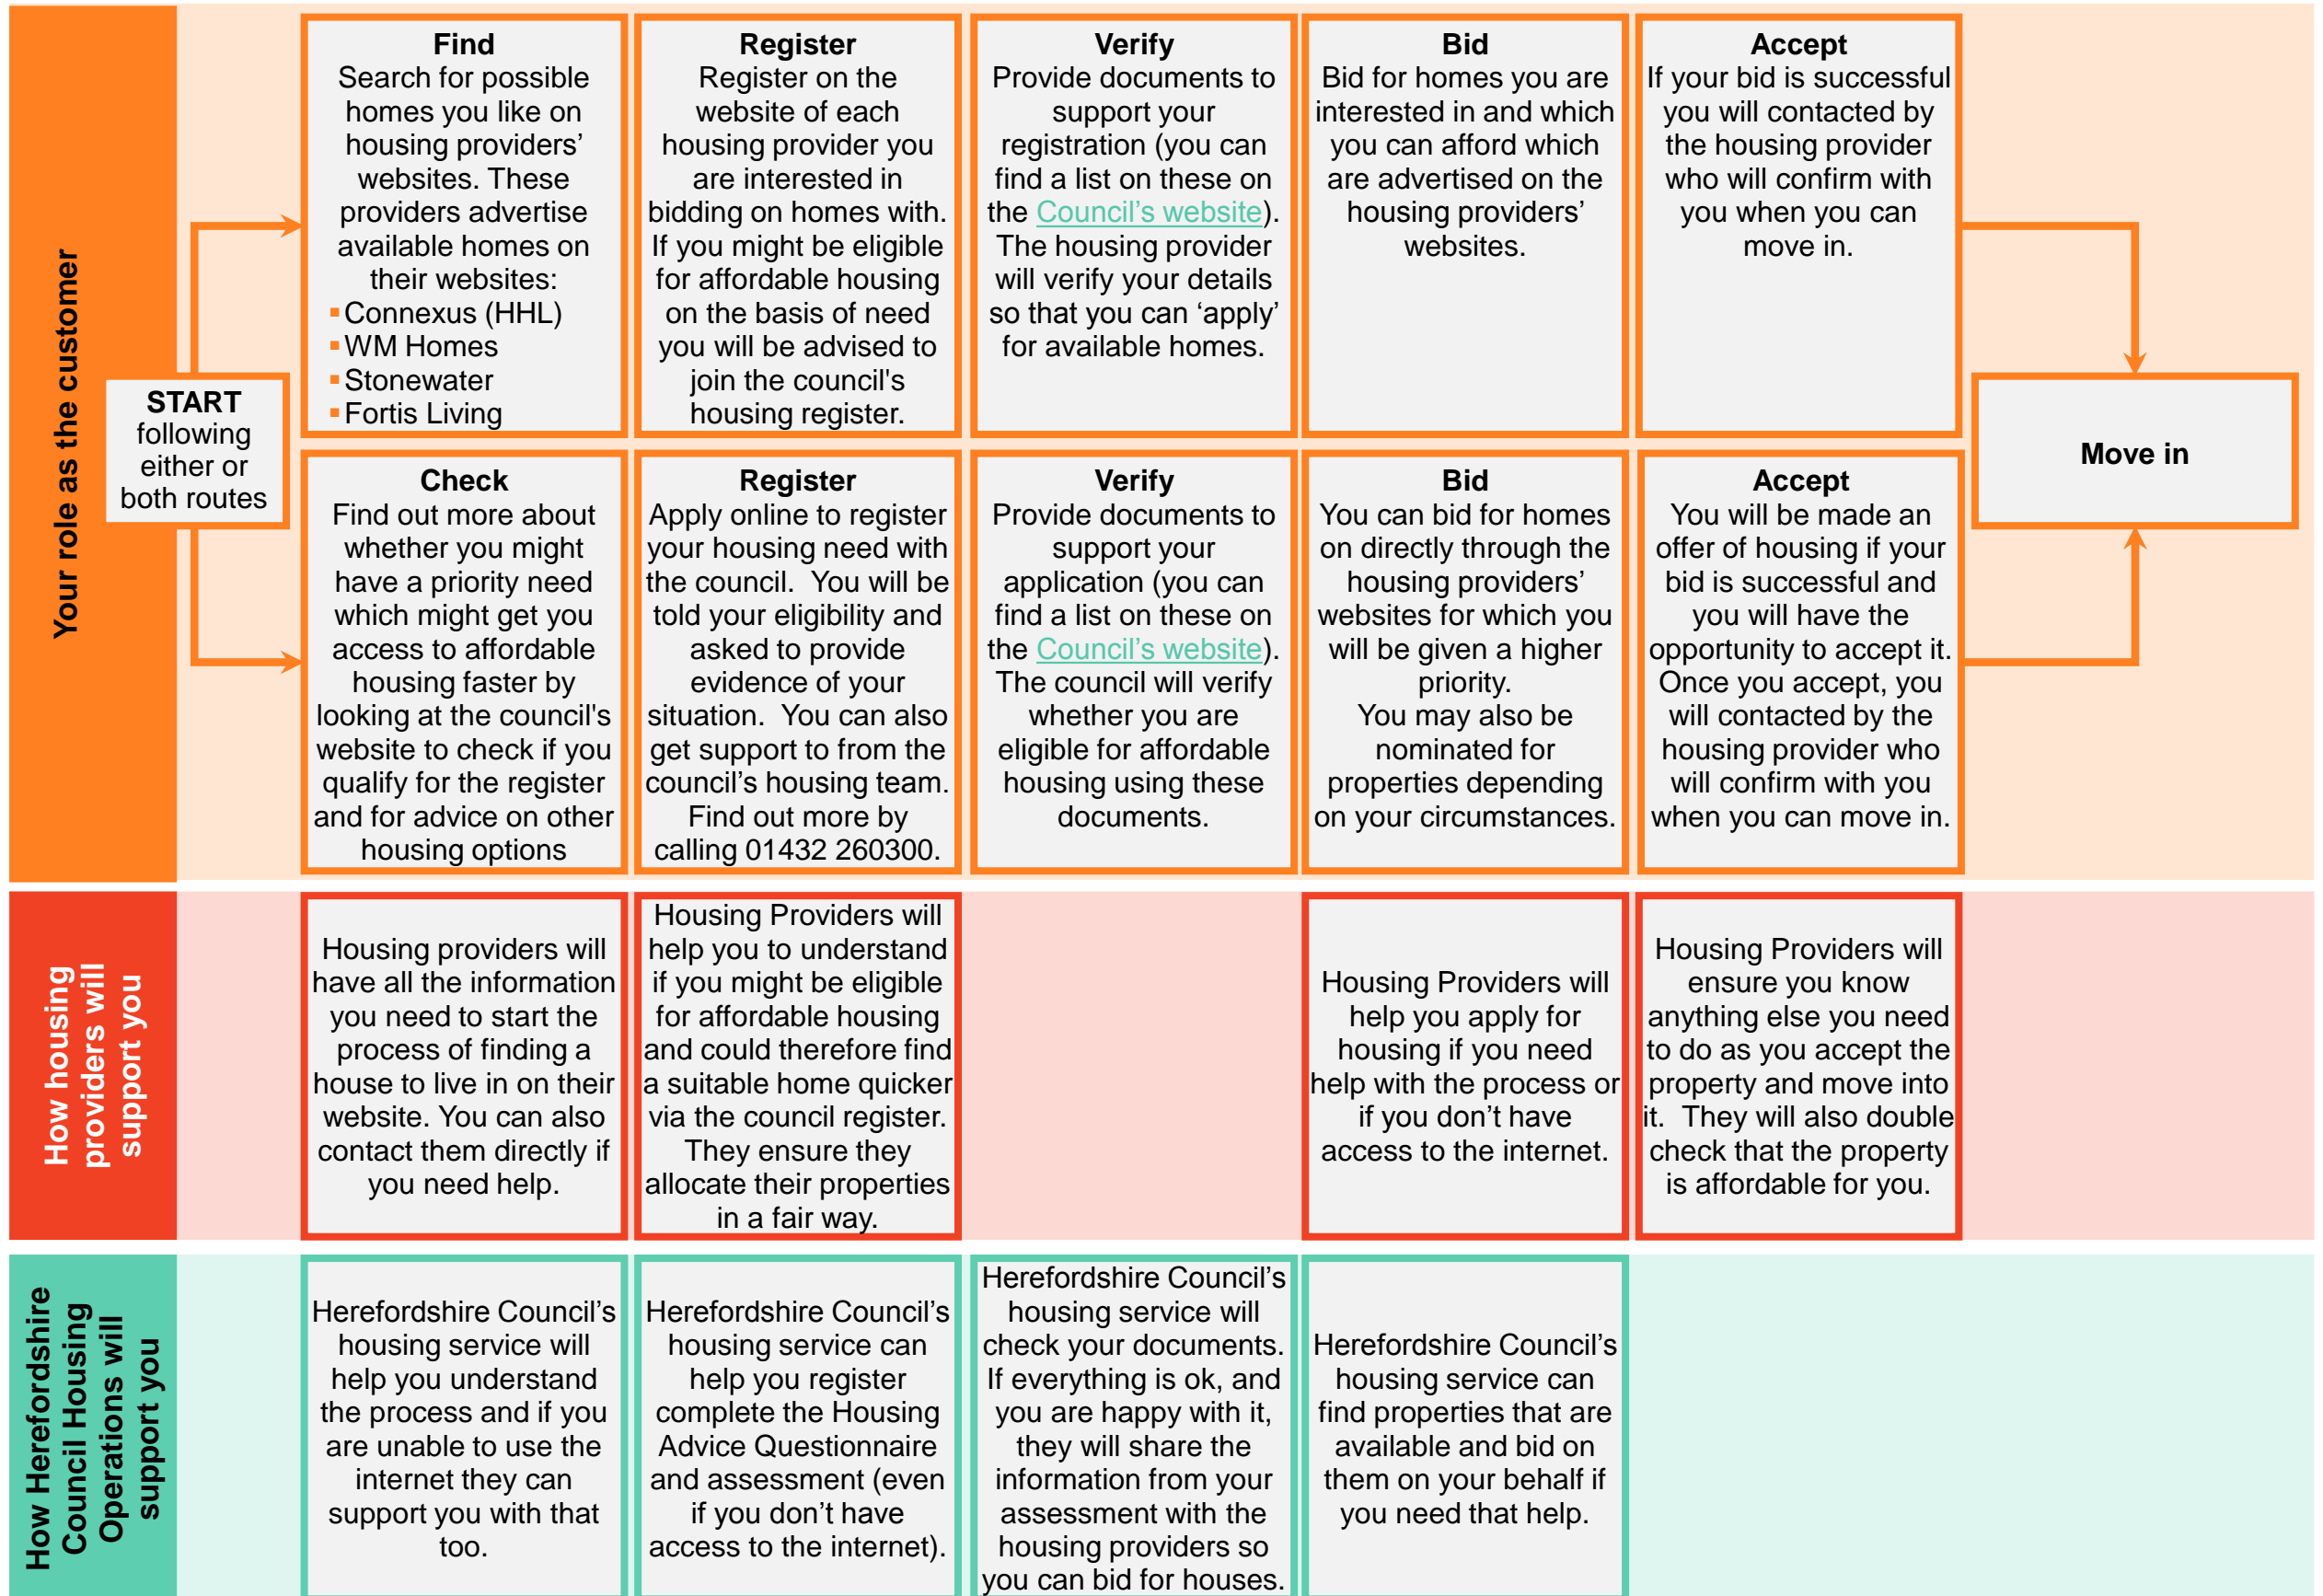 Your role as the customer
START
following
either or
both routes
Find
Search for possible
homes you like on
housing providers’
websites. These
providers advertise
available homes on
their websites:
▪Connexus (HHL)
▪WM Homes
▪Stonewater
▪Fortis Living
Register
Register on the
website of each
housing provider you
are interested in
bidding on homes with.
If you might be eligible
for affordable housing
on the basis of need
you will be advised to
join the council's
housing register.
Verify
Provide documents to
support your
registration (you can
find a list on these on
the Council’s website).
The housing provider
will verify your details
so that you can ‘apply’
for available homes.
Bid
Bid for homes you are
interested in and which
you can afford which
are advertised on the
housing providers’
websites.
Accept
If your bid is successful
you will contacted by
the housing provider
who will confirm with
you when you can
move in.
Check
Find out more about
whether you might
have a priority need
which might get you
access to affordable
housing faster by
looking at the council's
website to check if you
qualify for the register
and for advice on other
housing options
Register
Apply online to register
your housing need with
the council.  You will be
told your eligibility and
asked to provide
evidence of your
situation.  You can also
get support to from the
council’s housing team.
Find out more by
calling 01432 260300.
Verify
Provide documents to
support your
application (you can
find a list on these on
the Council’s website).
The council will verify
whether you are
eligible for affordable
housing using these
documents.
Bid
You can bid for homes
on directly through the
housing providers’
websites for which you
will be given a higher
priority.
You may also be
nominated for
properties depending
on your circumstances.
Accept
You will be made an
offer of housing if your
bid is successful and
you will have the
opportunity to accept it.
Once you accept, you
will contacted by the
housing provider who
will confirm with you
when you can move in.
Move in
How housing
providers will
support you
Housing providers will
have all the information
you need to start the
process of finding a
house to live in on their
website. You can also
contact them directly if
you need help.
Housing Providers will
help you to understand
if you might be eligible
for affordable housing
and could therefore find
a suitable home quicker
via the council register.
They ensure they
allocate their properties
in a fair way.
Housing Providers will
help you apply for
housing if you need
help with the process or
if you don’t have
access to the internet.
Housing Providers will
ensure you know
anything else you need
to do as you accept the
property and move into
it.  They will also double
check that the property
is affordable for you.
How Herefordshire
Council Housing
Operations will
support you
Herefordshire Council’s
housing service will
help you understand
the process and if you
are unable to use the
internet they can
support you with that
too.
Herefordshire Council’s
housing service can
help you register
complete the Housing
Advice Questionnaire
and assessment (even
if you don’t have
access to the internet).
Herefordshire Council’s
housing service will
check your documents.
If everything is ok, and
you are happy with it,
they will share the
information from your
assessment with the
housing providers so
you can bid for houses.
Herefordshire Council’s
housing service can
find properties that are
available and bid on
them on your behalf if
you need that help.